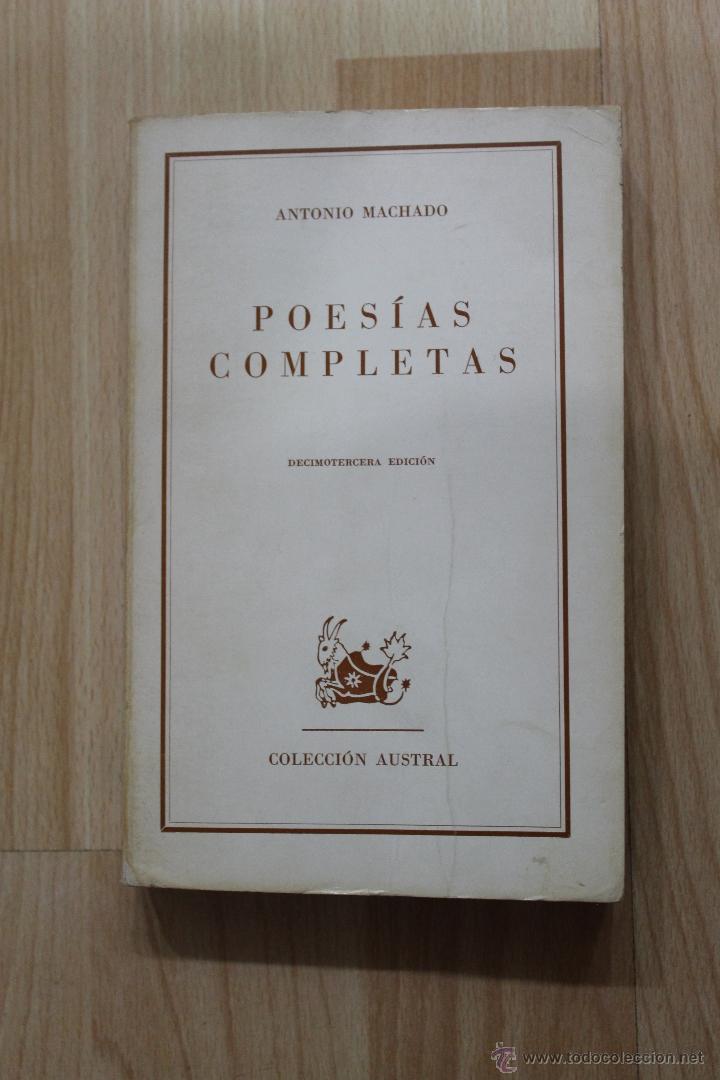 ANTONIO MACHADO
POESÍAS
COMPLETAS
DECIMOTERCERA EDICIÓN
COLECCIÓN AUSTRAL
© www.todocoleccion.net